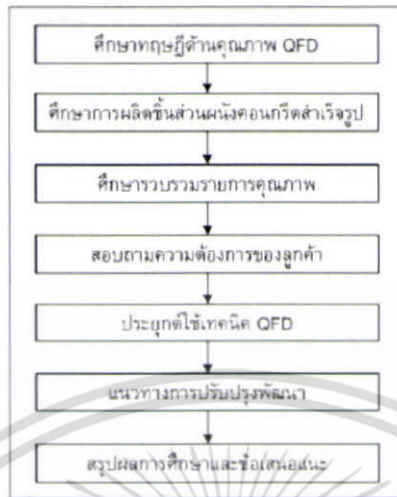 ศึกษาทฤษฎีด้านคุณภาพ QFD
ศึกษาการผลิตชิ้นส่วนผนังคอนกรีตสำเร็จรูป
ศึกษารวบรวมรายการคุณภาพ
สอบถามความต้องการของลูกค้า
ประยุกต์ใช้เทคนิค QFD
แนวทางการปรับปรุงพัฒนา
สรุปผลการศึกษาและข้อเสนอแนะ